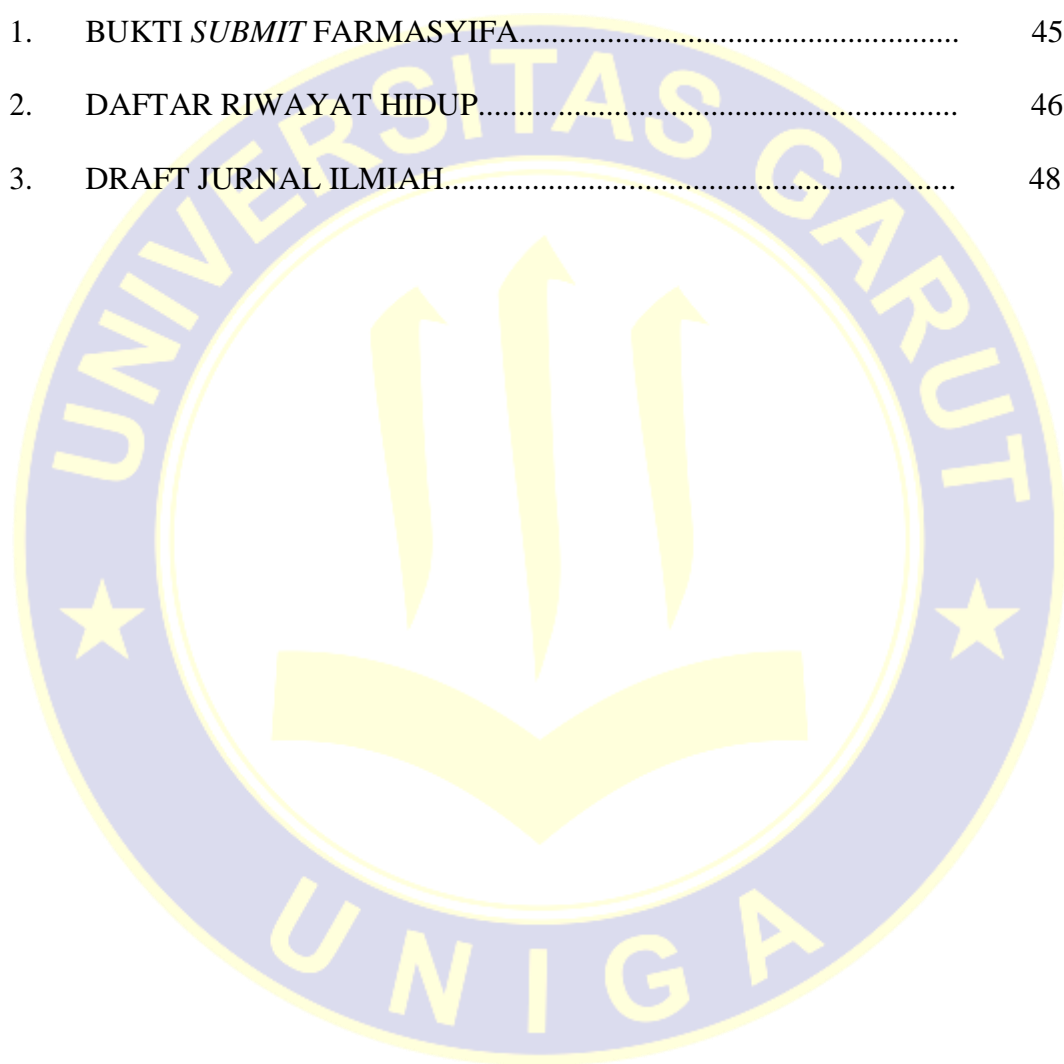 1. BUKTI SUBMIT FARMASYIFA.......................................................... 45
2. DAFTAR RIWAYAT HIDUP............................................................... 46
3. DRAFT JURNAL ILMIAH................................................................... 48
UNIVERSITAS GARUT
UNIGA